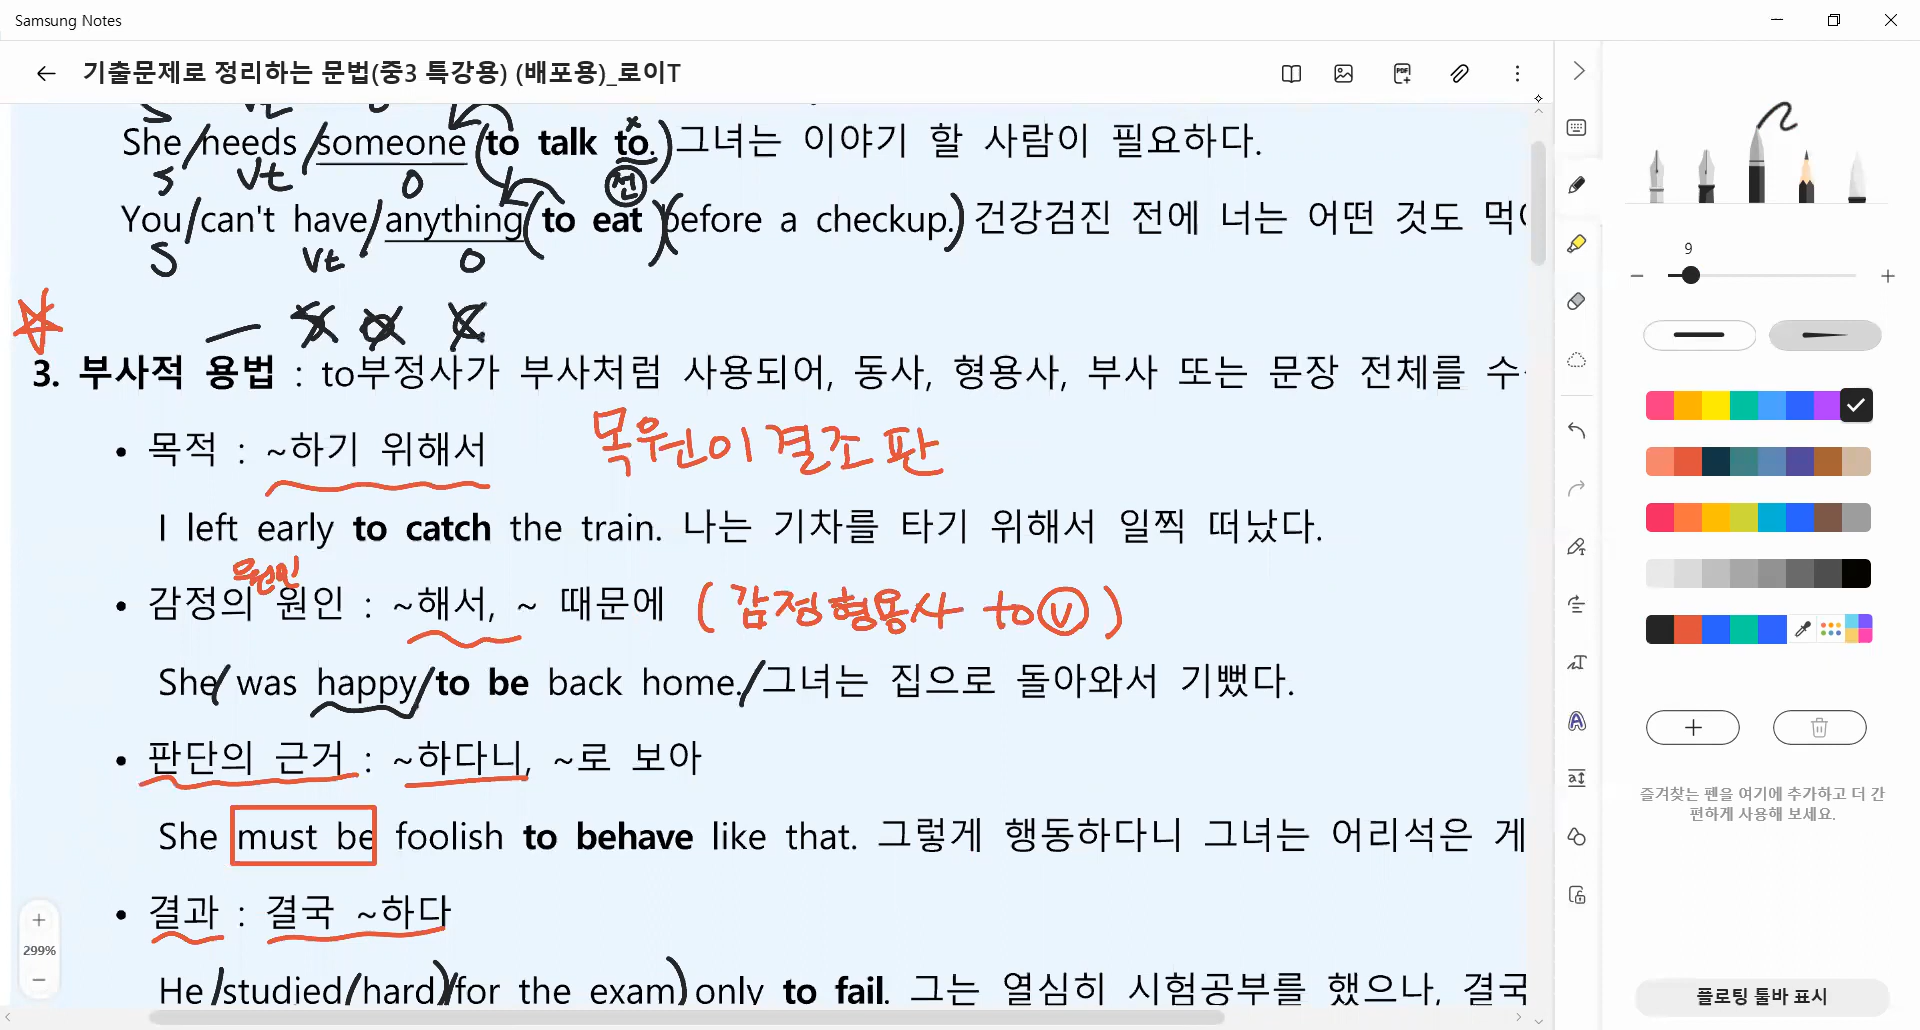 Samsung Notes
기출문제로 정리하는 문법(중3 특강용) (배포용)_로이T
S Vt O
She / needs / someone (to talk to.) 그녀는 이야기 할 사람이 필요하다.
S Vt O 전
You / can't have / anything (to eat) (before a checkup.) 건강검진 전에 너는 어떤 것도 먹
S Vt O
S O C
3. 부사적 용법 : to부정사가 부사처럼 사용되어, 동사, 형용사, 부사 또는 문장 전체를 수
목원이 결조판
• 목적 : ~하기 위해서
I left early to catch the train. 나는 기차를 타기 위해서 일찍 떠났다.
원인
• 감정의 원인 : ~해서, ~ 때문에 (감정형용사 to ⓥ)
She / was happy / to be back home. / 그녀는 집으로 돌아와서 기뻤다.
• 판단의 근거 : ~하다니, ~로 보아
She must be foolish to behave like that. 그렇게 행동하다니 그녀는 어리석은 게
• 결과 : 결국 ~하다
He / studied (hard) (for the exam) only to fail. 그는 열심히 시험공부를 했으나, 결국
299%
9
즐겨찾는 펜을 여기에 추가하고 더 간
편하게 사용해 보세요.
플로팅 툴바 표시